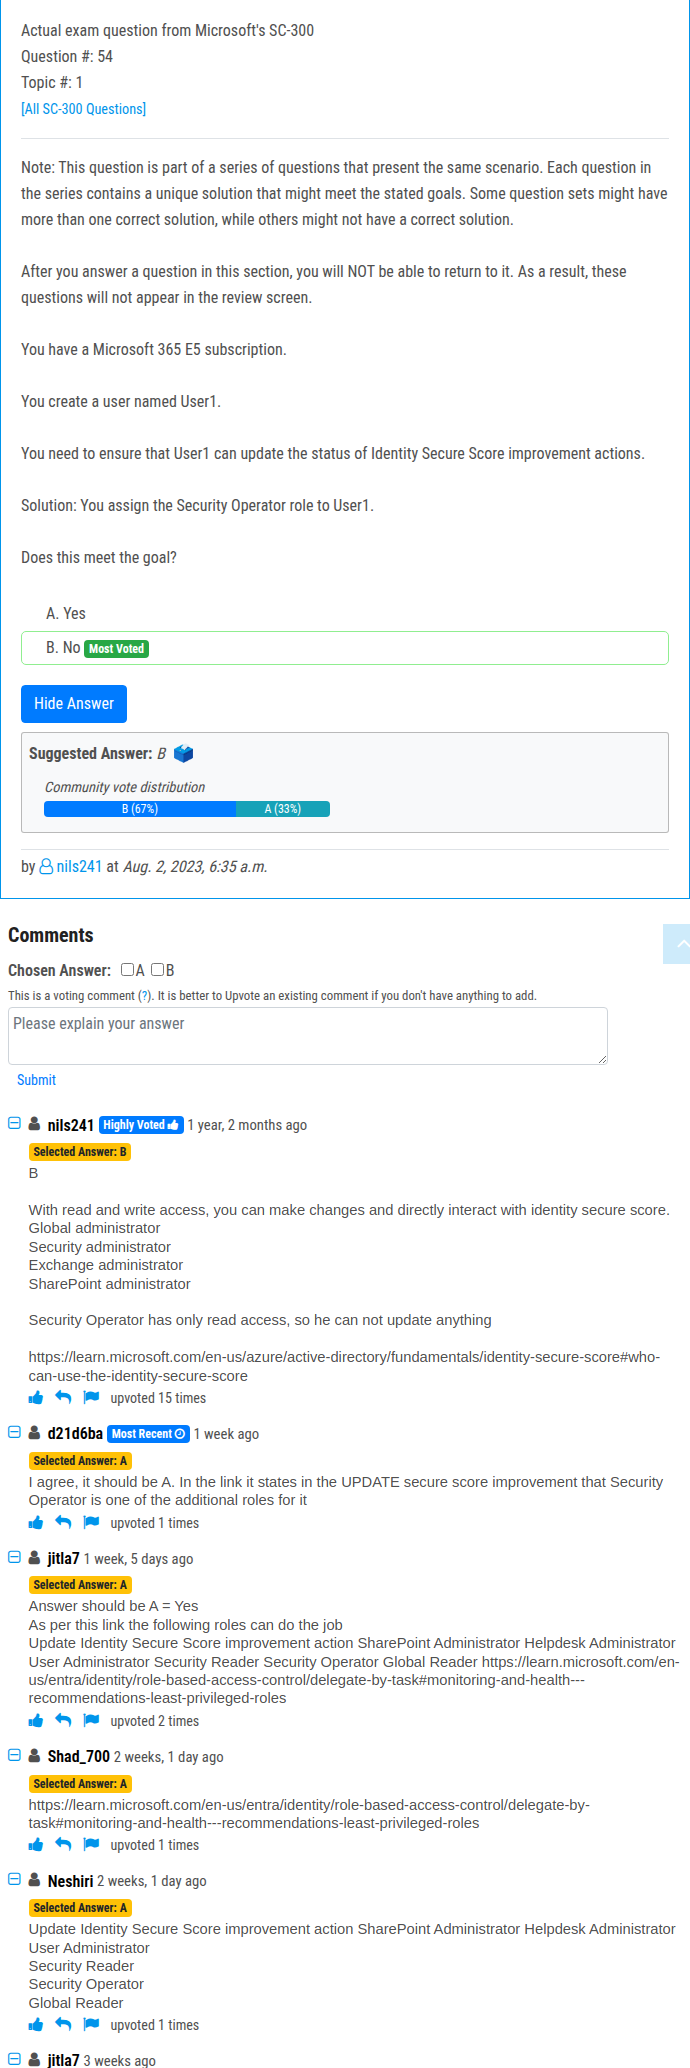 Actual exam question from Microsoft's SC-300
Question #: 54
Topic #: 1
[All SC-300 Questions]
Note: This question is part of a series of questions that present the same scenario. Each question in
the series contains a unique solution that might meet the stated goals. Some question sets might have
more than one correct solution, while others might not have a correct solution.
After you answer a question in this section, you will NOT be able to return to it. As a result, these
questions will not appear in the review screen.
You have a Microsoft 365 E5 subscription.
You create a user named User1.
You need to ensure that User1 can update the status of Identity Secure Score improvement actions.
Solution: You assign the Security Operator role to User1.
Does this meet the goal?
A. Yes
B. No Most Voted
Hide Answer
Suggested Answer: B
Community vote distribution
B (67%) A (33%)
by nils241 at Aug. 2, 2023, 6:35 a.m.
Comments
Chosen Answer: A B
This is a voting comment (?). It is better to Upvote an existing comment if you don't have anything to add.
Please explain your answer
Submit
nils241 Highly Voted 1 year, 2 months ago
Selected Answer: B
B
With read and write access, you can make changes and directly interact with identity secure score.
Global administrator
Security administrator
Exchange administrator
SharePoint administrator
Security Operator has only read access, so he can not update anything
https://learn.microsoft.com/en-us/azure/active-directory/fundamentals/identity-secure-score#who-
can-use-the-identity-secure-score
upvoted 15 times
d21d6ba Most Recent 1 week ago
Selected Answer: A
I agree, it should be A. In the link it states in the UPDATE secure score improvement that Security
Operator is one of the additional roles for it
upvoted 1 times
jitla7 1 week, 5 days ago
Selected Answer: A
Answer should be A = Yes
As per this link the following roles can do the job
Update Identity Secure Score improvement action SharePoint Administrator Helpdesk Administrator
User Administrator Security Reader Security Operator Global Reader https://learn.microsoft.com/en-
us/entra/identity/role-based-access-control/delegate-by-task#monitoring-and-health---
recommendations-least-privileged-roles
upvoted 2 times
Shad_700 2 weeks, 1 day ago
Selected Answer: A
https://learn.microsoft.com/en-us/entra/identity/role-based-access-control/delegate-by-
task#monitoring-and-health---recommendations-least-privileged-roles
upvoted 1 times
Neshiri 2 weeks, 1 day ago
Selected Answer: A
Update Identity Secure Score improvement action SharePoint Administrator Helpdesk Administrator
User Administrator
Security Reader
Security Operator
Global Reader
upvoted 1 times
jitla7 3 weeks ago